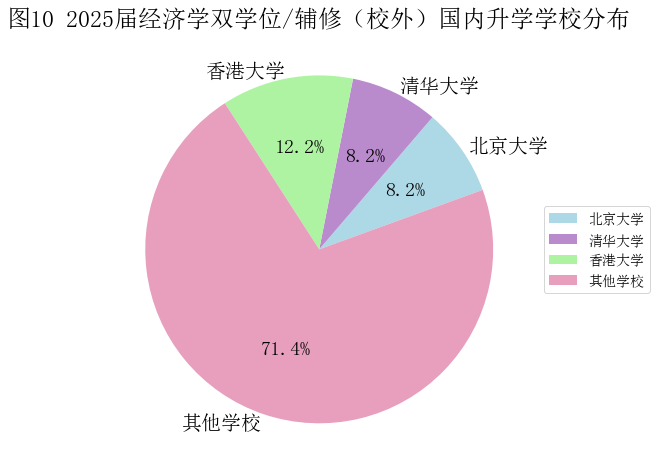 图10 2025届经济学双学位/辅修（校外）国内升学学校分布
香港大学
清华大学
北京大学
12.2%
8.2%
8.2%
71.4%
其他学校
北京大学
清华大学
香港大学
其他学校